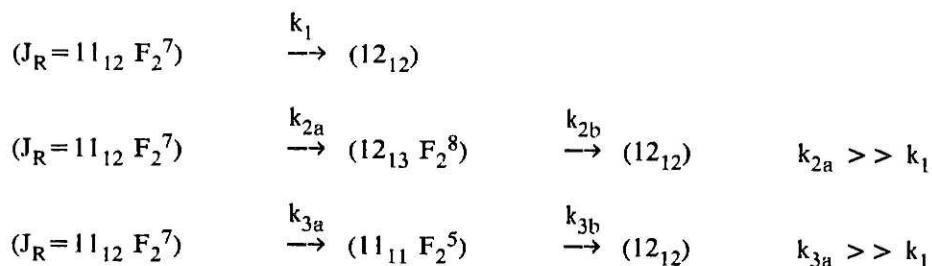 (J_R = 11_12 F_2^7) k_1 → (12_12)
(J_R = 11_12 F_2^7) k_2a → (12_13 F_2^8) k_2b → (12_12) k_2a >> k_1
(J_R = 11_12 F_2^7) k_3a → (11_11 F_2^5) k_3b → (12_12) k_3a >> k_1